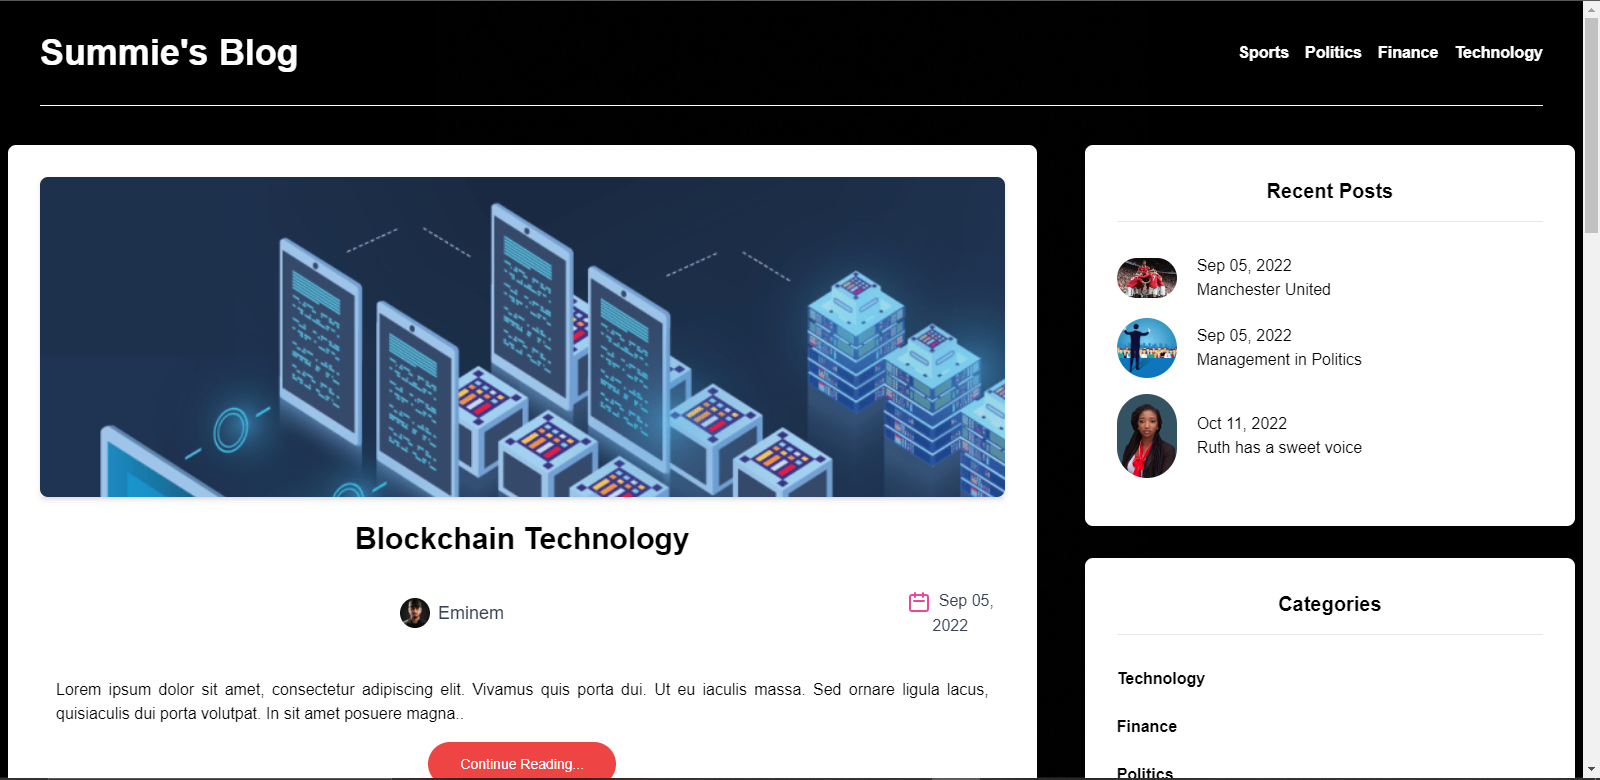 Summie's Blog
Sports Politics Finance Technology
Blockchain Technology
Eminem
Sep 05,
2022
Lorem ipsum dolor sit amet, consectetur adipiscing elit. Vivamus quis porta dui. Ut eu iaculis massa. Sed ornare ligula lacus,
quisiaculis dui porta volutpat. In sit amet posuere magna..
Continue Reading...
Recent Posts
Sep 05, 2022
Manchester United
Sep 05, 2022
Management in Politics
Oct 11, 2022
Ruth has a sweet voice
Categories
Technology
Finance
Politics